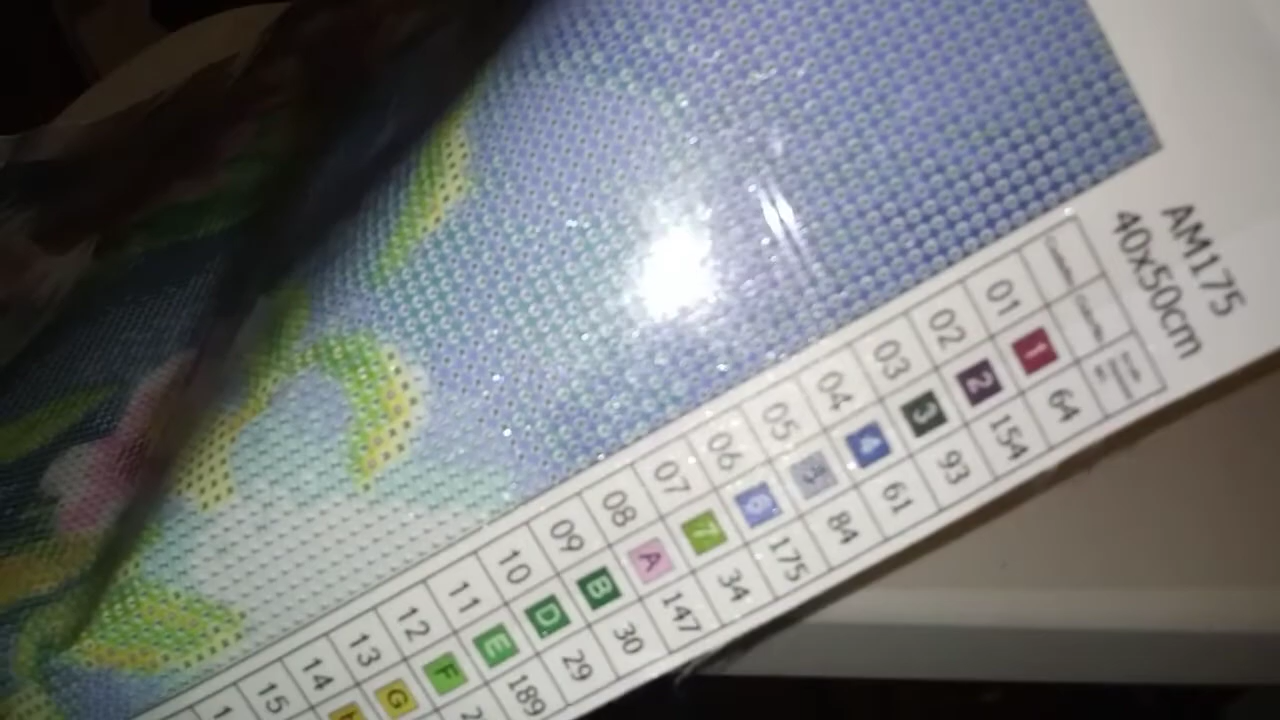 AM175
40x50cm
01 1 64
02 2 154
03 3 93
04 4 61
05 5 84
06 6 175
07 7 34
08 A 147
09 B 30
10 D 29
11 E 189
12 F
13 G
14
15